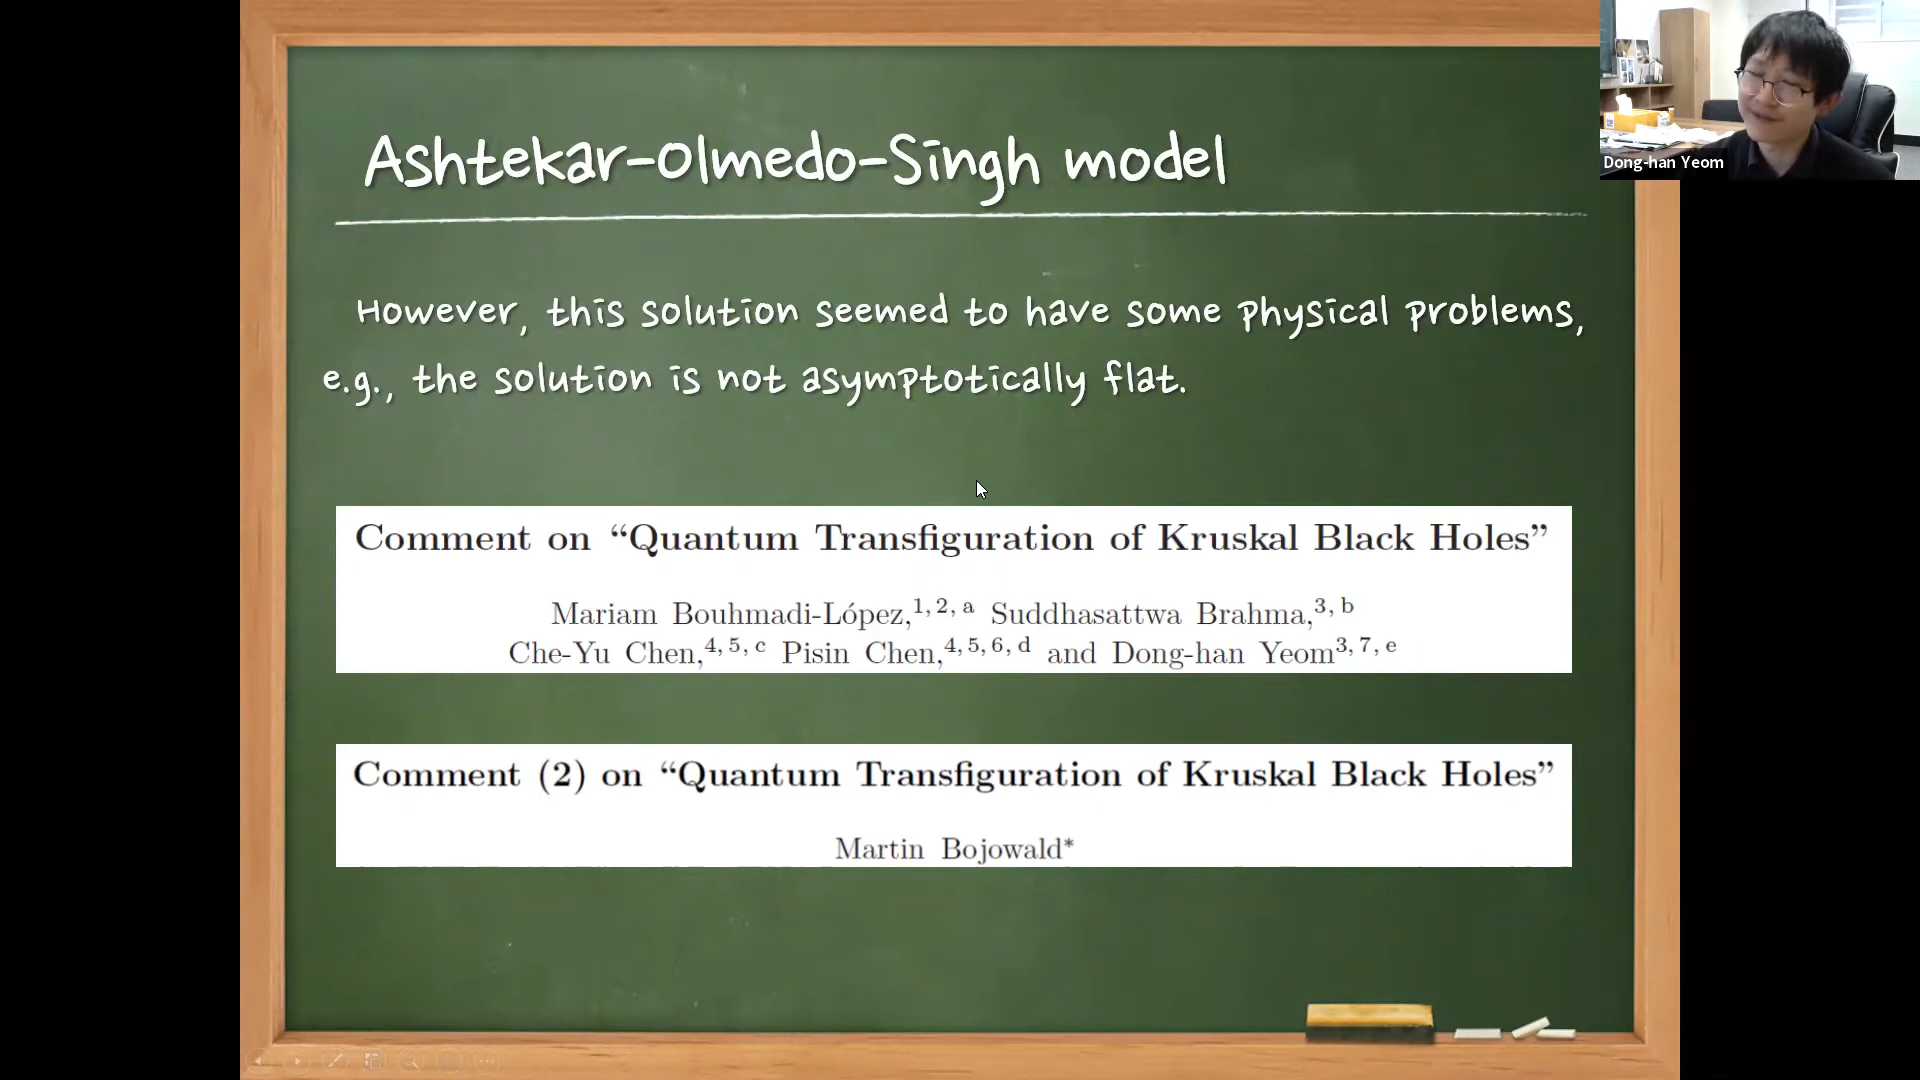 Ashtekar-Olmedo-Singh model
However, this solution seemed to have some physical problems,
e.g., the solution is not asymptotically flat.
Comment on “Quantum Transfiguration of Kruskal Black Holes”
Mariam Bouhmadi-López,1, 2, a Suddhasattwa Brahma,3, b
Che-Yu Chen,4, 5, c Pisin Chen,4, 5, 6, d and Dong-han Yeom3, 7, e
Comment (2) on “Quantum Transfiguration of Kruskal Black Holes”
Martin Bojowald*
Dong-han Yeom